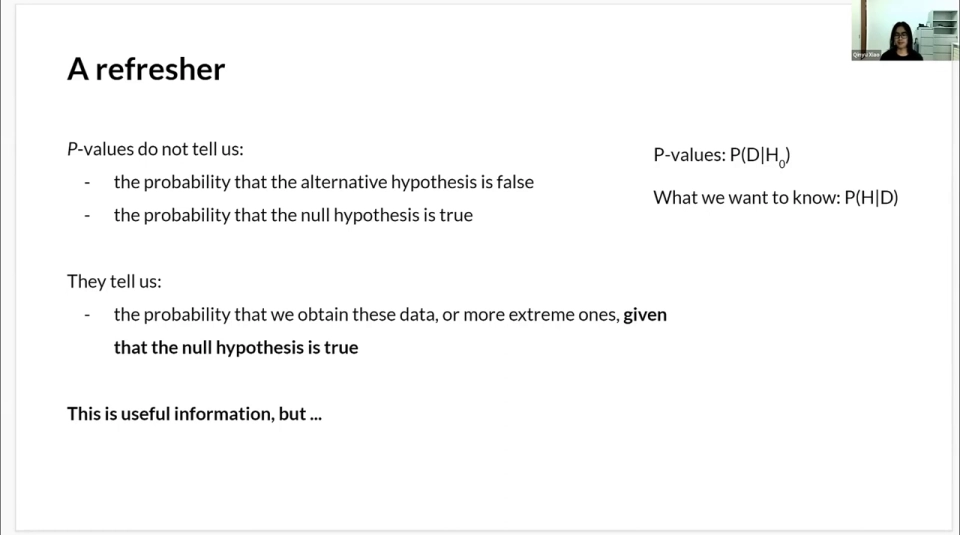 A refresher
P-values do not tell us:
- the probability that the alternative hypothesis is false
- the probability that the null hypothesis is true
They tell us:
- the probability that we obtain these data, or more extreme ones, given
that the null hypothesis is true
This is useful information, but ...
P-values: P(D|H₀)
What we want to know: P(H|D)